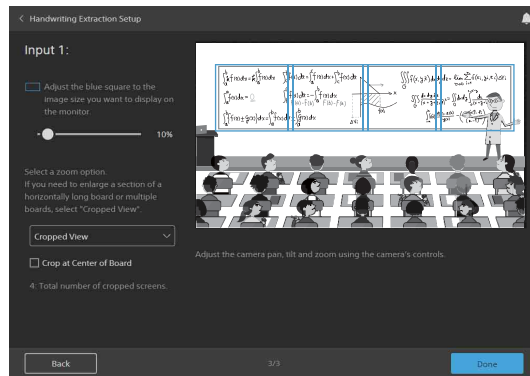 Handwriting Extraction Setup
Input 1:
Adjust the blue square to the
image size you want to display on
the monitor.
10%
Select a zoom option.
If you need to enlarge a section of a
horizontally long board or multiple
boards, select "Cropped View".
Cropped View
Crop at Center of Board
4: Total number of cropped screens.
Adjust the camera pan, tilt and zoom using the camera's controls.
Back
3/3
Done